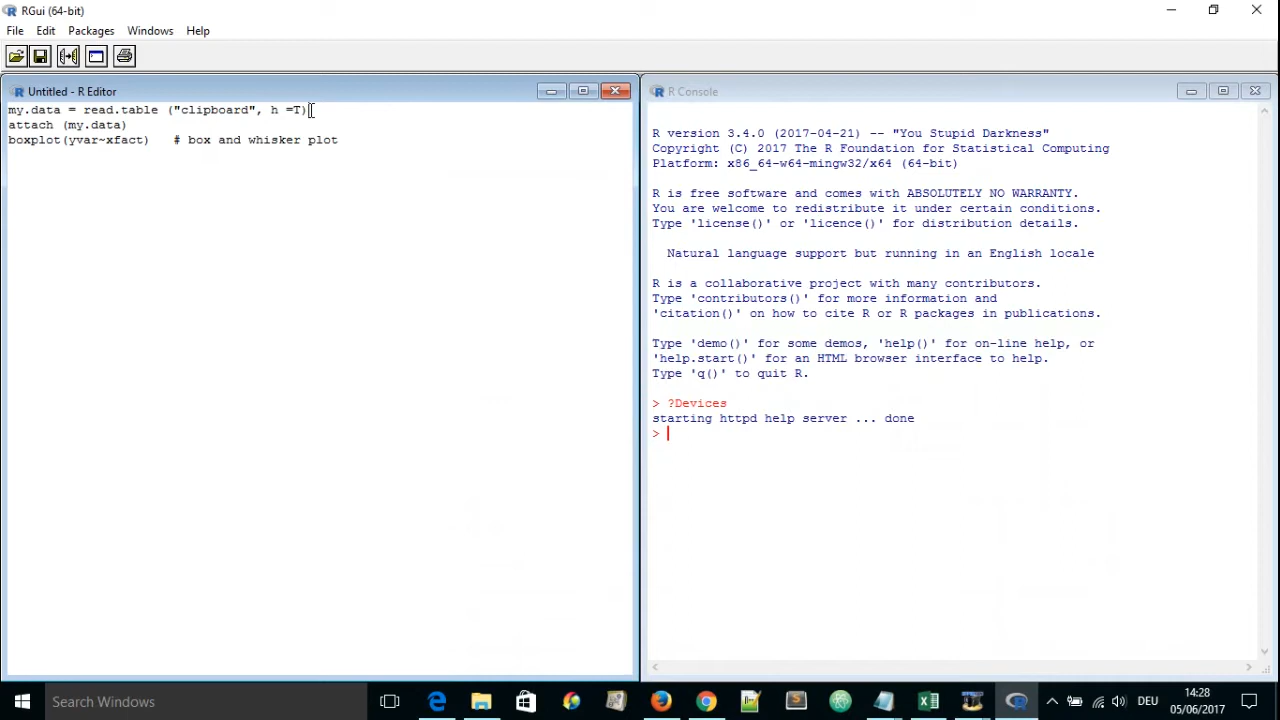 RGui (64-bit)
File Edit Packages Windows Help
Untitled - R Editor
my.data = read.table ("clipboard", h =T)
attach (my.data)
boxplot(yvar~xfact) # box and whisker plot
R Console
R version 3.4.0 (2017-04-21) -- "You Stupid Darkness"
Copyright (C) 2017 The R Foundation for Statistical Computing
Platform: x86_64-w64-mingw32/x64 (64-bit)
R is free software and comes with ABSOLUTELY NO WARRANTY.
You are welcome to redistribute it under certain conditions.
Type 'license()' or 'licence()' for distribution details.
Natural language support but running in an English locale
R is a collaborative project with many contributors.
Type 'contributors()' for more information and
'citation()' on how to cite R or R packages in publications.
Type 'demo()' for some demos, 'help()' for on-line help, or
'help.start()' for an HTML browser interface to help.
Type 'q()' to quit R.
> ?Devices
starting httpd help server ... done
>
Search Windows
DEU
14:28
05/06/2017